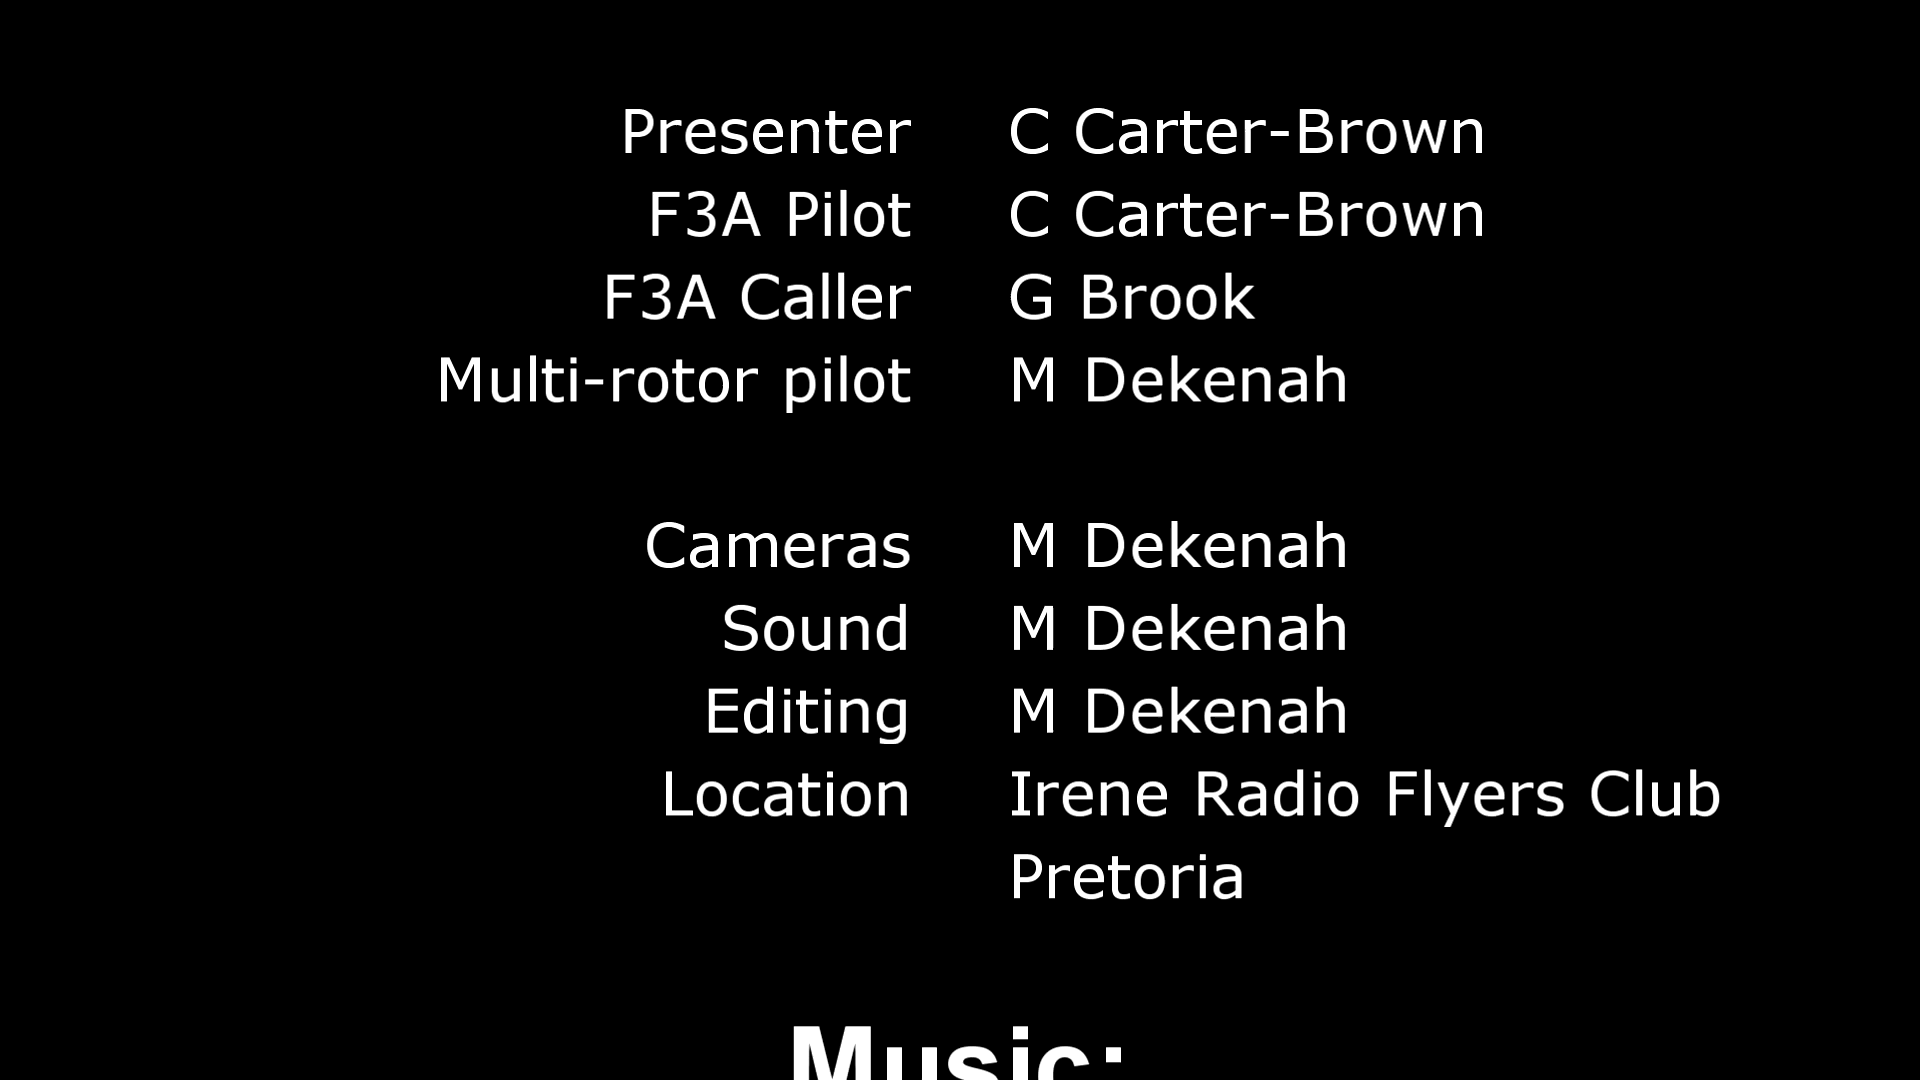 Presenter C Carter-Brown
F3A Pilot C Carter-Brown
F3A Caller G Brook
Multi-rotor pilot M Dekenah
Cameras M Dekenah
Sound M Dekenah
Editing M Dekenah
Location Irene Radio Flyers Club
Pretoria
Music: